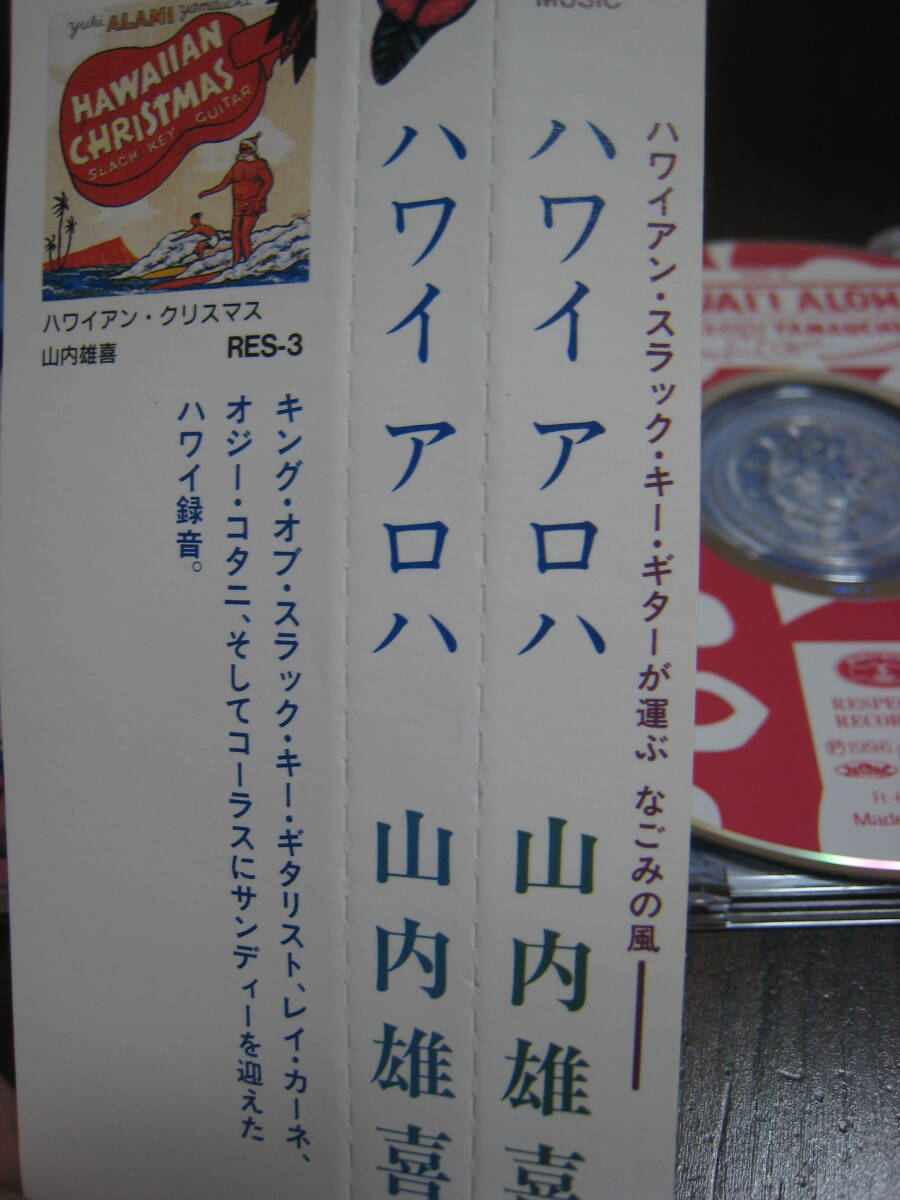 yuki ALANI yamauchi
HAWAIIAN
CHRISTMAS
SLACK KEY GUITAR
ハワイアン・クリスマス
山内雄喜 RES-3
キング・オブ・スラック・キー・ギタリスト、レイ・カーネ、
オジー・コタニ、そしてコーラスにサンディーを迎えた
ハワイ録音。
ハワイ アロハ 山内雄喜
MUSIC
ハワイ アロハ 山内雄喜
ハワイアン・スラック・キー・ギターが運ぶ なごみの風——
ALOH
YAMAUCH
RESPE
RECOR
℗1996
Made